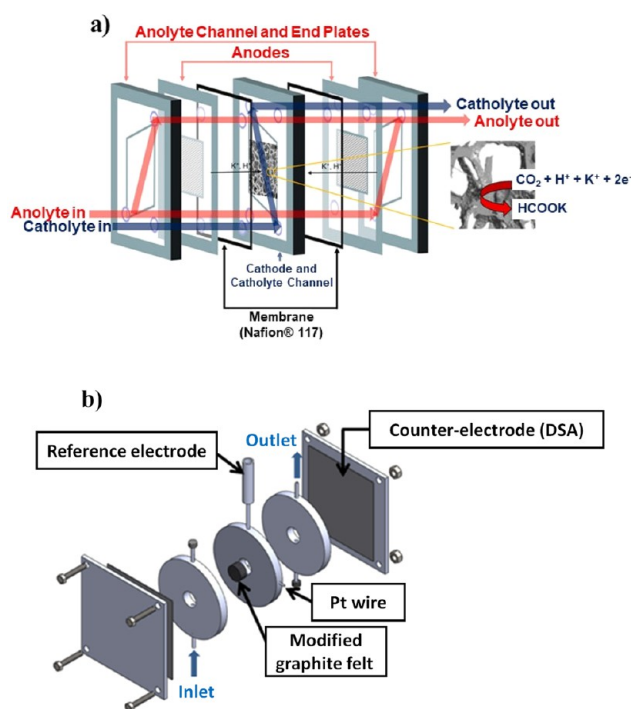 a)
Anolyte Channel and End Plates
Anodes
Catholyte out
Anolyte out
K⁺, H⁺
K⁺, H⁺
CO₂ + H⁺ + K⁺ + 2e⁻
HCOOK
Anolyte in
Catholyte in
Cathode and
Catholyte Channel
Membrane
(Nafion® 117)
b)
Reference electrode
Outlet
Counter-electrode (DSA)
Pt wire
Modified
graphite felt
Inlet